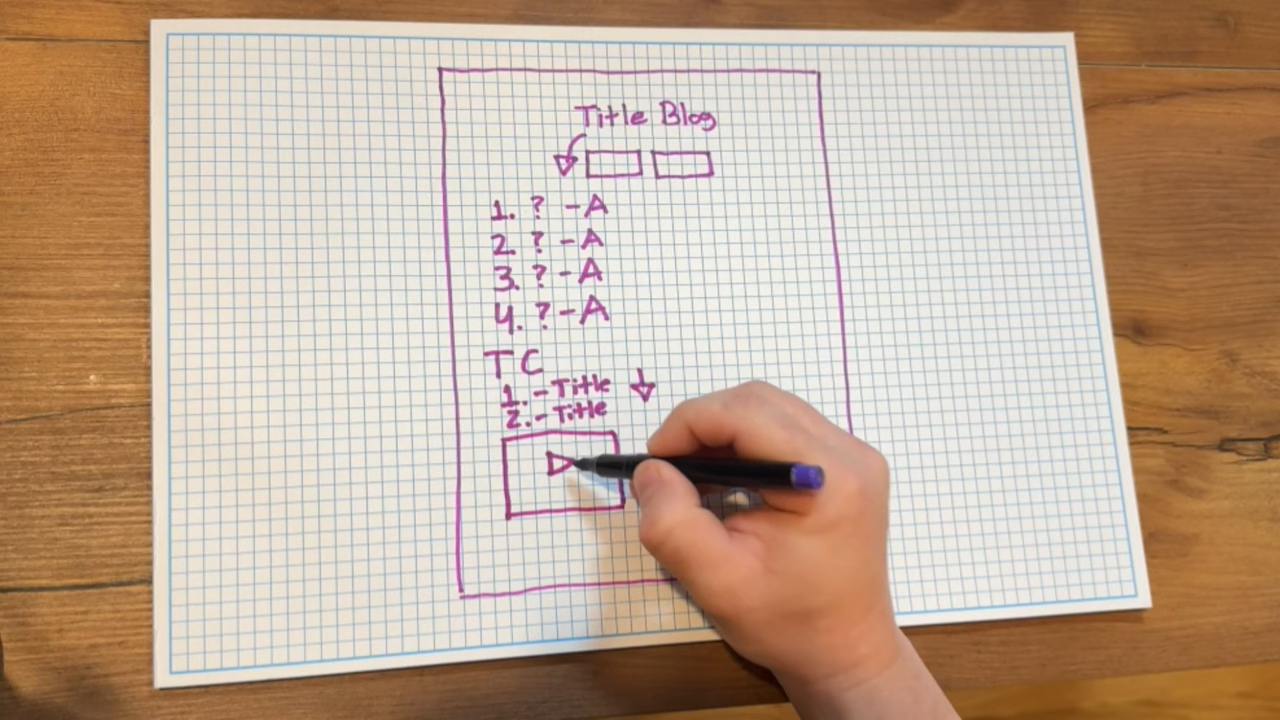 Title Blog
1. ? - A
2. ? - A
3. ? - A
4. ? - A
TC
1. - Title
2. - Title